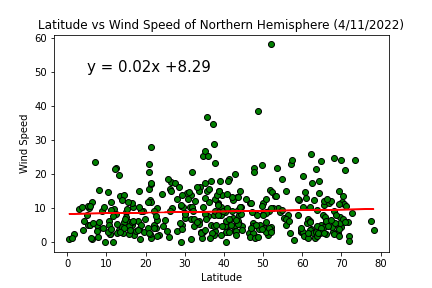 Latitude vs Wind Speed of Northern Hemisphere (4/11/2022)
60
y = 0.02x +8.29
50
40
30
20
10
0
Wind Speed
0 10 20 30 40 50 60 70 80
Latitude